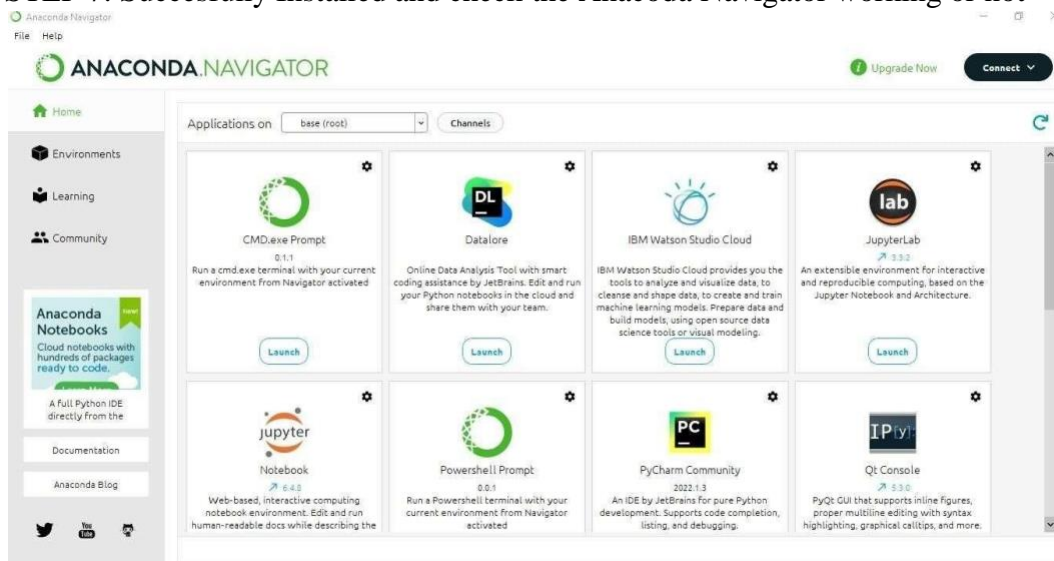 STEP 7: Succesfully Installed and check the Anacoda Navigator working or not
Anaconda Navigator
File Help
ANACONDA.NAVIGATOR
Upgrade Now
Connect
Home
Environments
Learning
Community
Applications on base (root) Channels
CMD.exe Prompt
0.1.1
Run a cmd.exe terminal with your current
environment from Navigator activated
Launch
DL
Datalore
Online Data Analysis Tool with smart
coding assistance by JetBrains. Edit and run
your Python notebooks in the cloud and
share them with your team.
Launch
IBM Watson Studio Cloud
IBM Watson Studio Cloud provides you the
tools to analyze and visualize data, to
cleanse and shape data, to create and train
machine learning models. Prepare data and
build models, using open source data
science tools or visual modeling.
Launch
lab
JupyterLab
3.3.2
An extensible environment for interactive
and reproducible computing, based on the
Jupyter Notebook and Architecture.
Launch
jupyter
Notebook
6.4.8
Web-based, interactive computing
notebook environment. Edit and run
human-readable docs while describing the
Powershell Prompt
0.0.1
Run a Powershell terminal with your
current environment from Navigator
activated
PC
PyCharm Community
2022.1.3
An IDE by JetBrains for pure Python
development. Supports code completion,
listing, and debugging.
IP[y]:
Qt Console
5.3.0
PyQt GUI that supports inline figures,
proper multiline editing with syntax
highlighting, graphical calltips, and more.
Anaconda
Notebooks
new!
Cloud notebooks with
hundreds of packages
ready to code.
Learn More
A Full Python IDE
directly from the
Documentation
Anaconda Blog
You
Tube